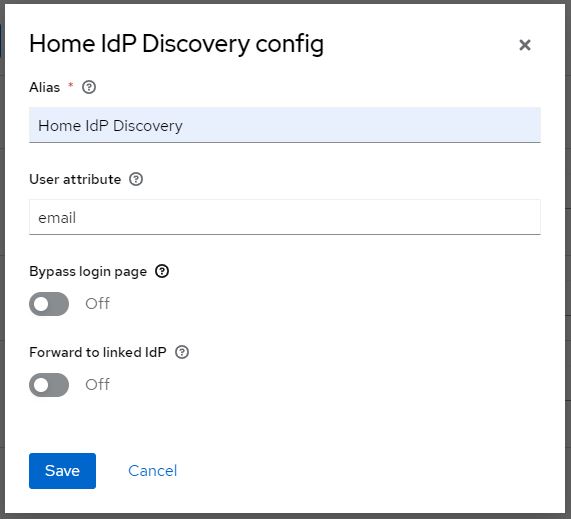 Home IdP Discovery config
Alias *
Home IdP Discovery
User attribute
email
Bypass login page
Off
Forward to linked IdP
Off
Save Cancel